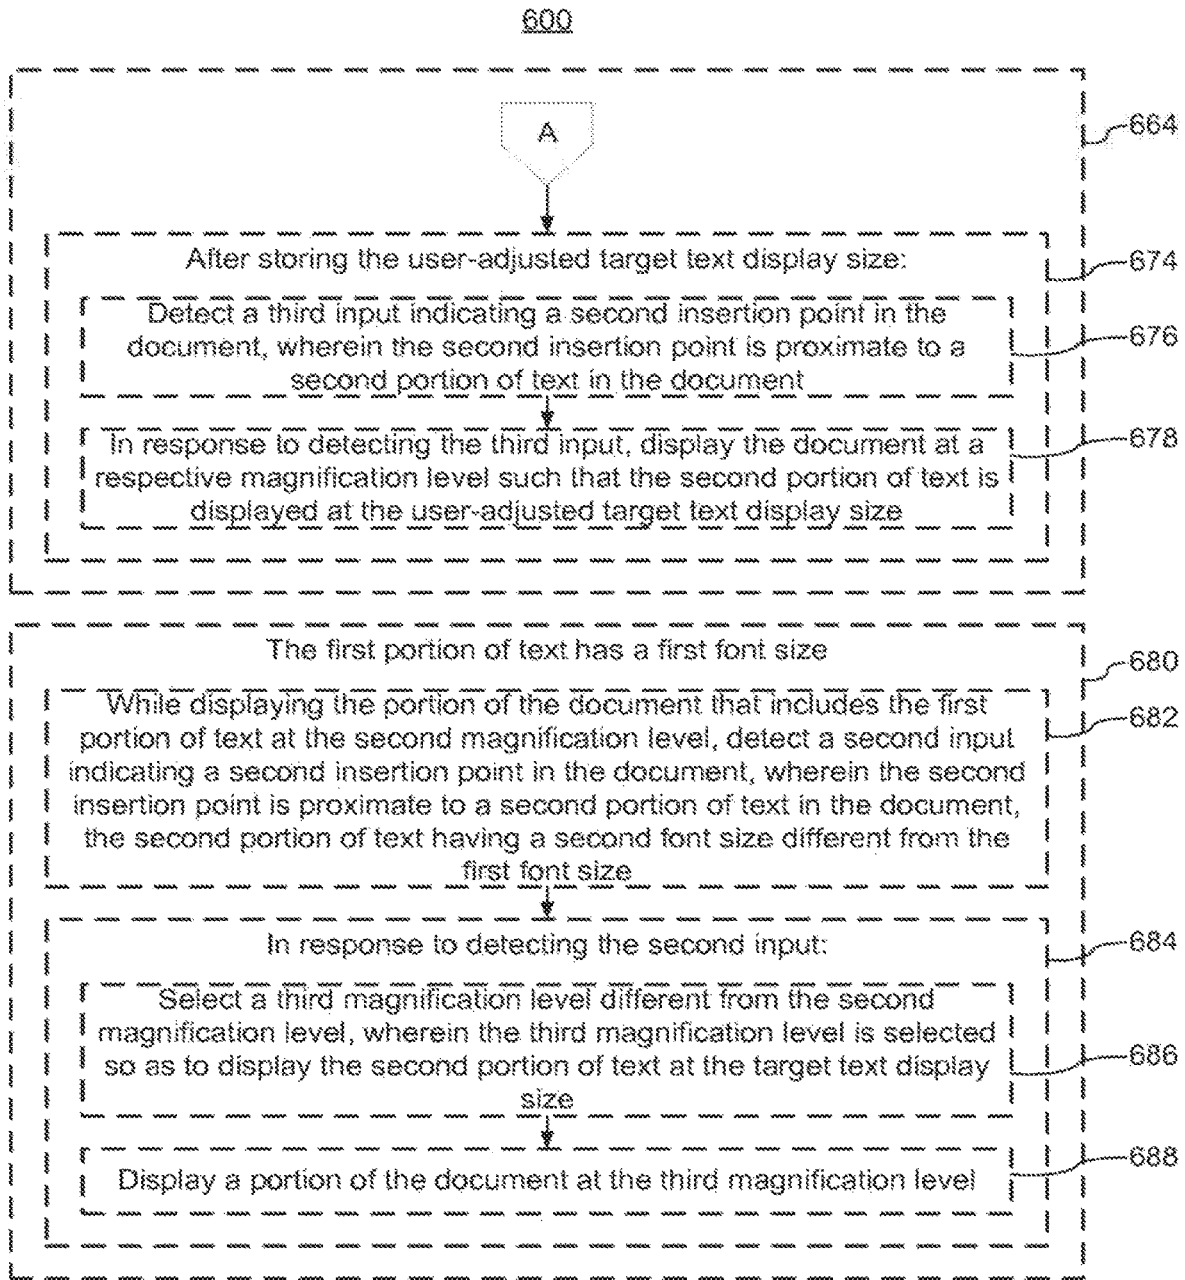 600
A
664
After storing the user-adjusted target text display size:
674
Detect a third input indicating a second insertion point in the
document, wherein the second insertion point is proximate to a
second portion of text in the document
676
In response to detecting the third input, display the document at a
respective magnification level such that the second portion of text is
displayed at the user-adjusted target text display size
678
The first portion of text has a first font size
680
While displaying the portion of the document that includes the first
portion of text at the second magnification level, detect a second input
indicating a second insertion point in the document, wherein the second
insertion point is proximate to a second portion of text in the document,
the second portion of text having a second font size different from the
first font size
682
In response to detecting the second input:
684
Select a third magnification level different from the second
magnification level, wherein the third magnification level is selected
so as to display the second portion of text at the target text display
size
686
Display a portion of the document at the third magnification level
688